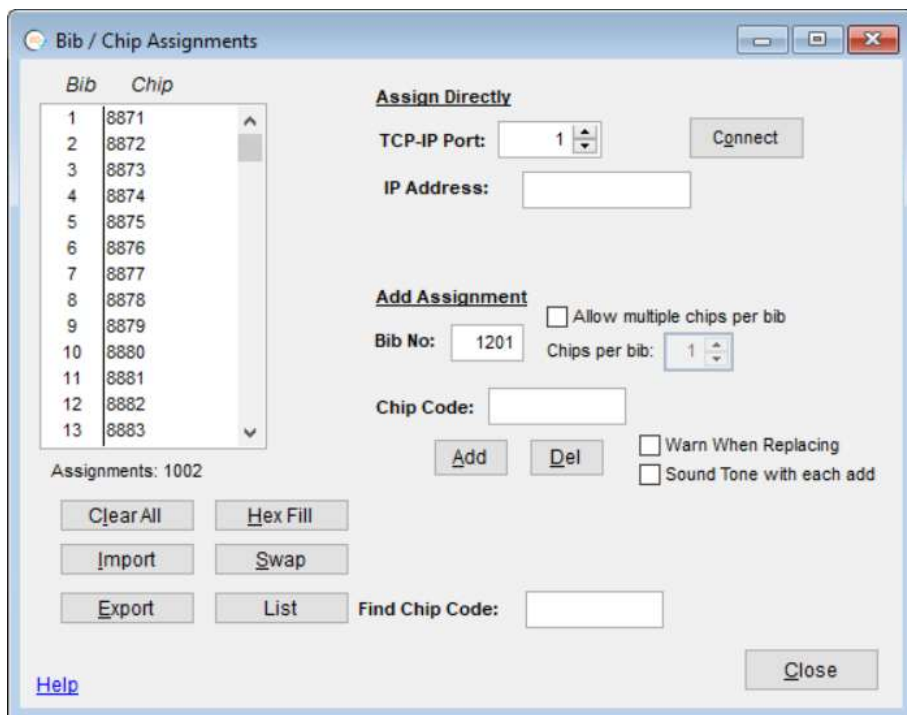 Bib / Chip Assignments
Bib Chip
1 8871
2 8872
3 8873
4 8874
5 8875
6 8876
7 8877
8 8878
9 8879
10 8880
11 8881
12 8882
13 8883
Assignments: 1002
Clear All Hex Fill
Import Swap
Export List
Help
Assign Directly
TCP-IP Port: 1 Connect
IP Address:
Add Assignment
Allow multiple chips per bib
Bib No: 1201 Chips per bib: 1
Chip Code:
Add Del Warn When Replacing
Sound Tone with each add
Find Chip Code:
Close